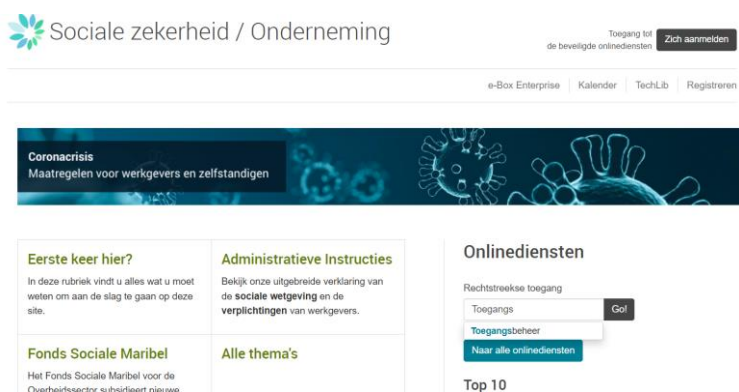 Sociale zekerheid / Onderneming
Toegang tot
de beveiligde onlinediensten
Zich aanmelden
e-Box Enterprise
Kalender
TechLib
Registreren
Coronacrisis
Maatregelen voor werkgevers en zelfstandigen
Eerste keer hier?
In deze rubriek vindt u alles wat u moet
weten om aan de slag te gaan op deze
site.
Administratieve Instructies
Bekijk onze uitgebreide verklaring van
de sociale wetgeving en de
verplichtingen van werkgevers.
Fonds Sociale Maribel
Het Fonds Sociale Maribel voor de
Overheidssector subsidieert nieuwe
Alle thema's
Onlinediensten
Rechtstreekse toegang
Toegangs
Go!
Toegangsbeheer
Naar alle onlinediensten
Top 10